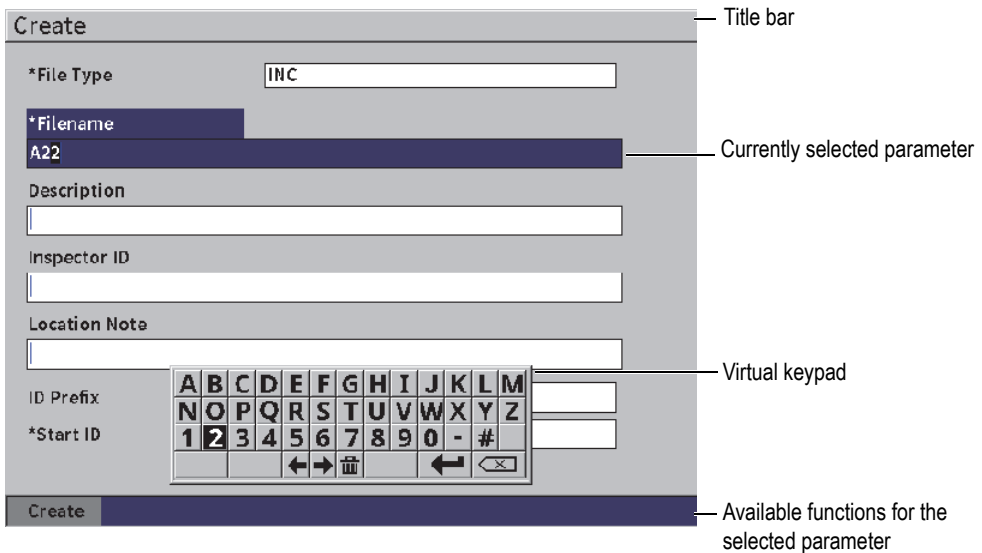 Create
Title bar
*File Type
INC
*Filename
A22
Currently selected parameter
Description
Inspector ID
Location Note
Virtual keypad
ID Prefix
*Start ID
A B C D E F G H I J K L M
N O P Q R S T U V W X Y Z
1 2 3 4 5 6 7 8 9 0 - #
Create
Available functions for the
selected parameter